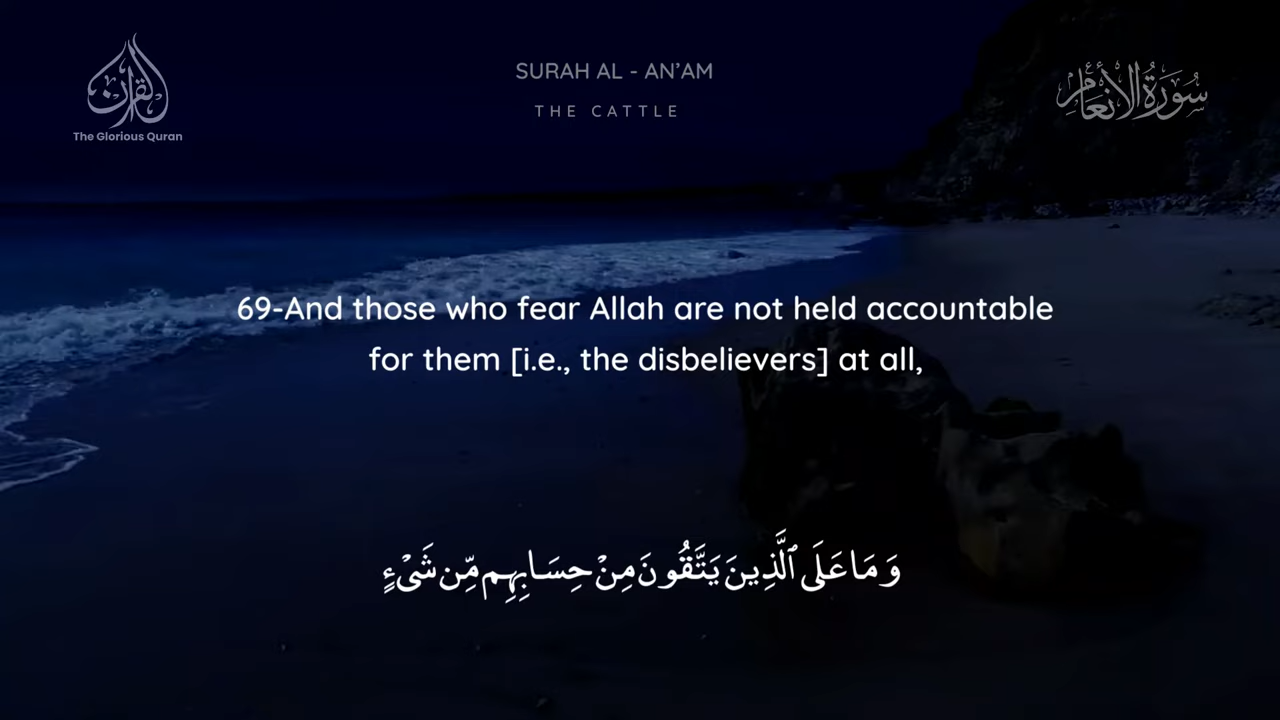 القرآن
The Glorious Quran
SURAH AL - AN’AM
THE CATTLE
سُورَةُ الأَنْعَام
69-And those who fear Allah are not held accountable
for them [i.e., the disbelievers] at all,
وَمَا عَلَى ٱلَّذِينَ يَتَّقُونَ مِنْ حِسَابِهِم مِّن شَىْءٍ